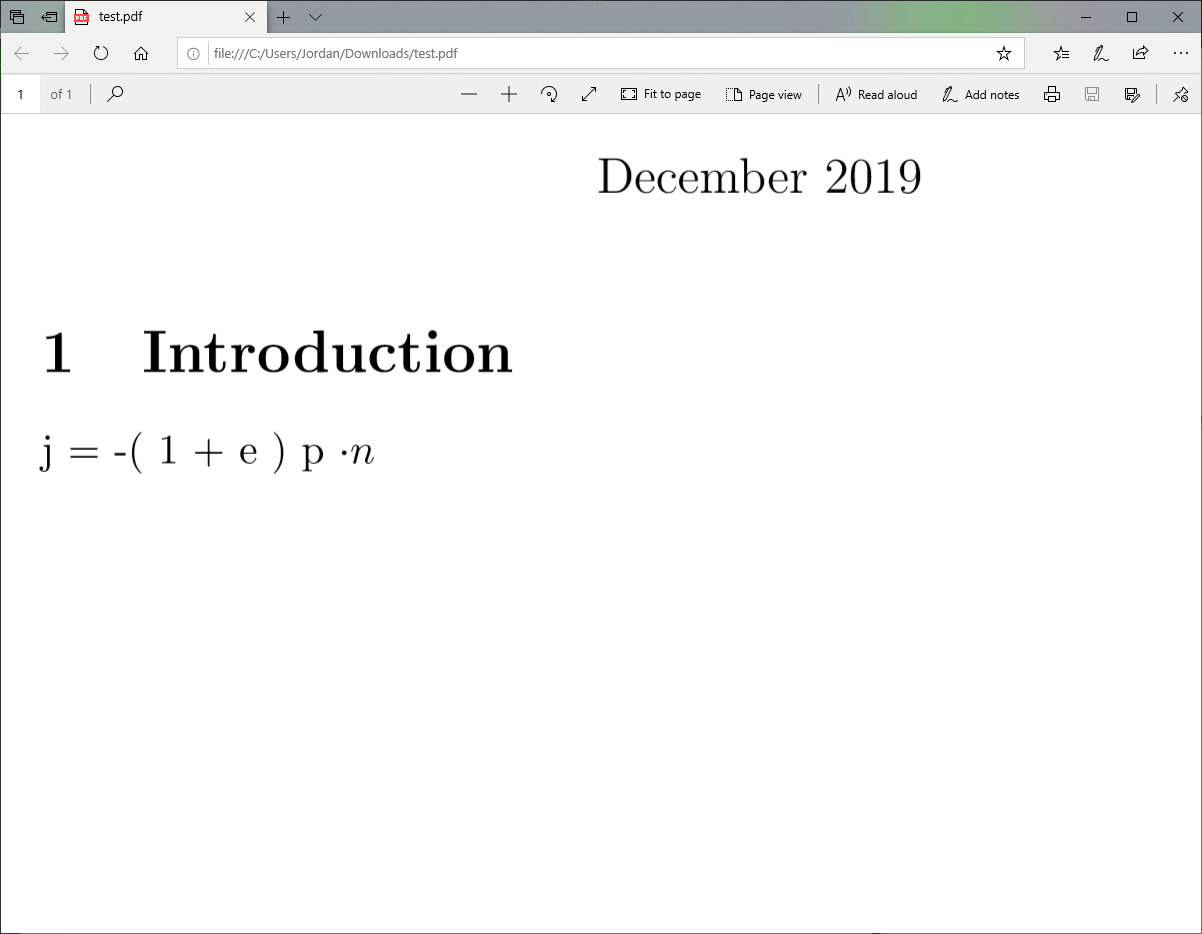 test.pdf
file:///C:/Users/Jordan/Downloads/test.pdf
1 of 1 Fit to page Page view Read aloud Add notes
December 2019
1 Introduction
j = -( 1 + e ) p ·n